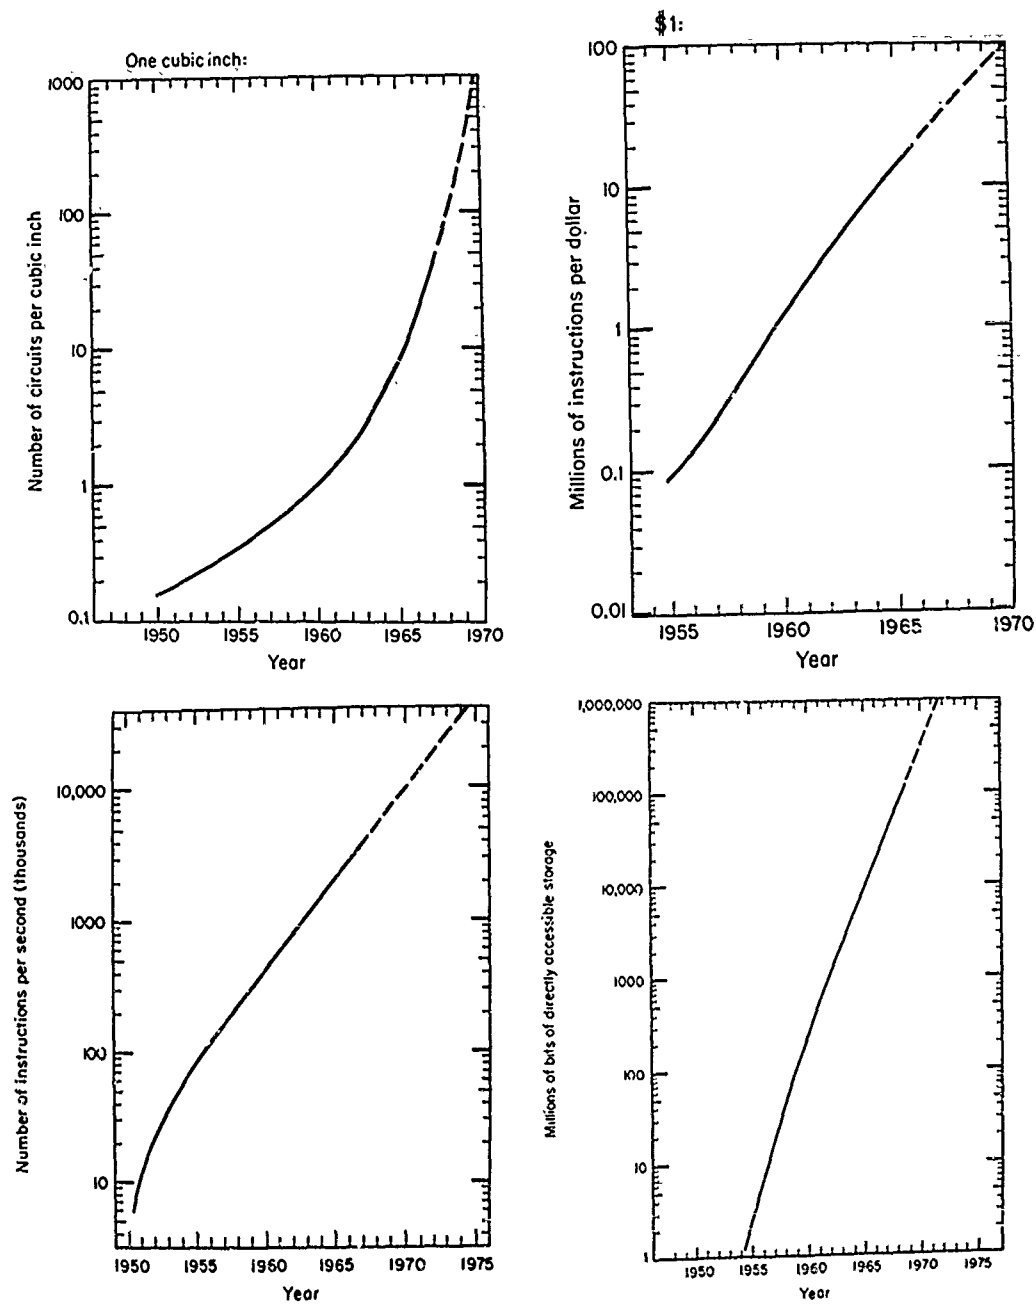 One cubic inch:
Number of circuits per cubic inch
1000
100
10
1
0.1
1950 1955 1960 1965 1970
Year
$1:
Millions of instructions per dollar
100
10
1
0.1
0.01
1955 1960 1965 1970
Year
Number of instructions per second (thousands)
10,000
1000
100
10
1950 1955 1960 1965 1970 1975
Year
Millions of bits of directly accessible storage
1,000,000
100,000
10,000
1000
100
10
1
1950 1955 1960 1965 1970 1975
Year